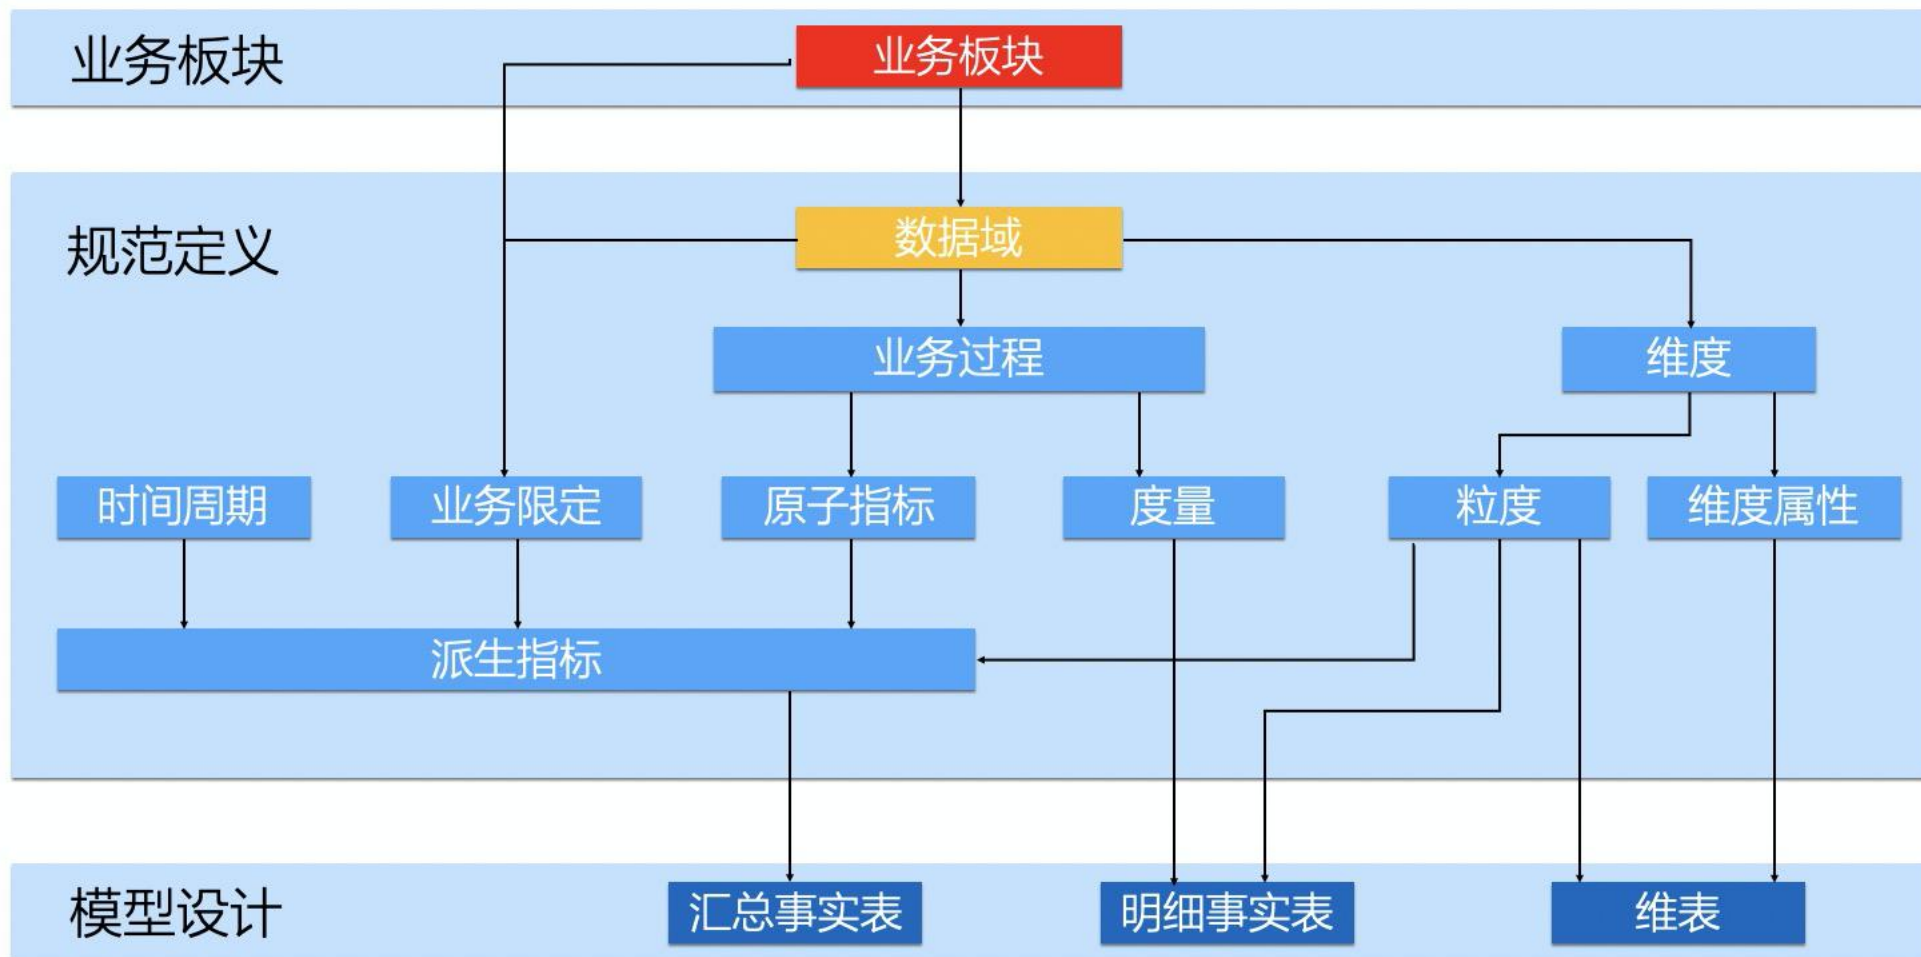 业务板块
业务板块
规范定义
数据域
业务过程
维度
时间周期
业务限定
原子指标
度量
粒度
维度属性
派生指标
模型设计
汇总事实表
明细事实表
维表